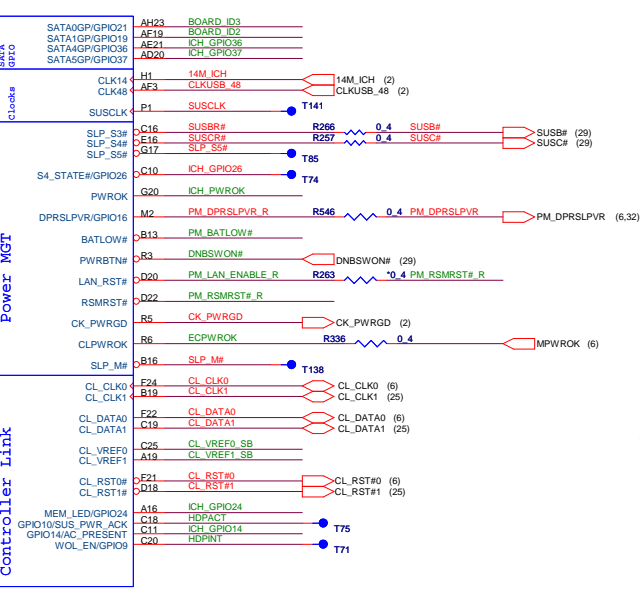 SATA GPIO
SATA0GP/GPIO21 AH23 BOARD_ID3
SATA1GP/GPIO19 AF19 BOARD_ID2
SATA4GP/GPIO36 AE21 ICH_GPIO36
SATA5GP/GPIO37 AD20 ICH_GPIO37
Clocks
CLK14 H1 14M_ICH 14M_ICH (2)
CLK48 AF3 CLKUSB_48 CLKUSB_48 (2)
SUSCLK P1 SUSCLK T141
Power MGT
SLP_S3# C16 SUSBR# R266 0_4 SUSB# SUSB# (29)
SLP_S4# E16 SUSCR# R257 0_4 SUSC# SUSC# (29)
SLP_S5# G17 SLP_S5# T85
S4_STATE#/GPIO26 C10 ICH_GPIO26 T74
PWROK G20 ICH_PWROK
DPRSLPVR/GPIO16 M2 PM_DPRSLPVR_R R546 0_4 PM_DPRSLPVR PM_DPRSLPVR (6,32)
BATLOW# B13 PM_BATLOW#
PWRBTN# R3 DNBSWON# DNBSWON# (29)
LAN_RST# D20 PM_LAN_ENABLE_R R263 *0_4 PM_RSMRST#_R
RSMRST# D22 PM_RSMRST#_R
CK_PWRGD R5 CK_PWRGD CK_PWRGD (2)
CLPWROK R6 ECPWROK R336 0_4 MPWROK (6)
SLP_M# B16 SLP_M# T138
Controller Link
CL_CLK0 F24 CL_CLK0 CL_CLK0 (6)
CL_CLK1 B19 CL_CLK1 CL_CLK1 (25)
CL_DATA0 F22 CL_DATA0 CL_DATA0 (6)
CL_DATA1 C19 CL_DATA1 CL_DATA1 (25)
CL_VREF0 C25 CL_VREF0_SB
CL_VREF1 A19 CL_VREF1_SB
CL_RST0# F21 CL_RST#0 CL_RST#0 (6)
CL_RST1# D18 CL_RST#1 CL_RST#1 (25)
MEM_LED/GPIO24 A16 ICH_GPIO24
GPIO10/SUS_PWR_ACK C18 HDPACT T75
GPIO14/AC_PRESENT C11 ICH_GPIO14
WOL_EN/GPIO9 C20 HDPINT T71